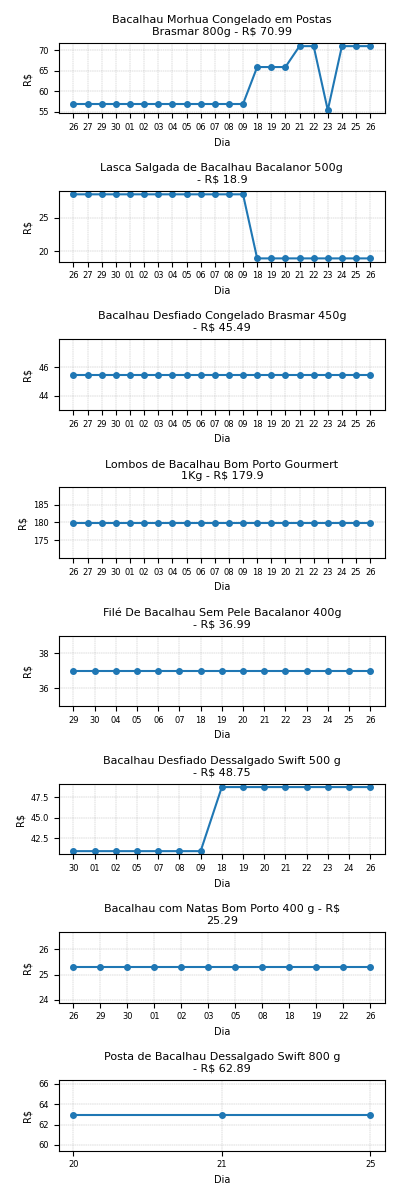 Bacalhau Morhua Congelado em Postas
Brasmar 800g - R$ 70.99
70
65
60
55
R$
26 27 29 30 01 02 03 04 05 06 07 08 09 18 19 20 21 22 23 24 25 26
Dia
Lasca Salgada de Bacalhau Bacalanor 500g
- R$ 18.9
25
20
R$
26 27 29 30 01 02 03 04 05 06 07 08 09 18 19 20 21 22 23 24 25 26
Dia
Bacalhau Desfiado Congelado Brasmar 450g
- R$ 45.49
46
44
R$
26 27 29 30 01 02 03 04 05 06 07 08 09 18 19 20 21 22 23 24 25 26
Dia
Lombos de Bacalhau Bom Porto Gourmert
1Kg - R$ 179.9
185
180
175
R$
26 27 29 30 01 02 03 04 05 06 07 08 09 18 19 20 21 22 23 24 25 26
Dia
Filé De Bacalhau Sem Pele Bacalanor 400g
- R$ 36.99
38
36
R$
29 30 04 05 06 07 18 19 20 21 22 23 24 25 26
Dia
Bacalhau Desfiado Dessalgado Swift 500 g
- R$ 48.75
47.5
45.0
42.5
R$
30 01 02 05 07 08 09 18 19 20 21 22 23 25 26
Dia
Bacalhau com Natas Bom Porto 400 g - R$
25.29
26
25
24
R$
26 29 30 01 02 03 05 08 18 19 22 26
Dia
Posta de Bacalhau Dessalgado Swift 800 g
- R$ 62.89
66
64
62
60
R$
20 21 25
Dia